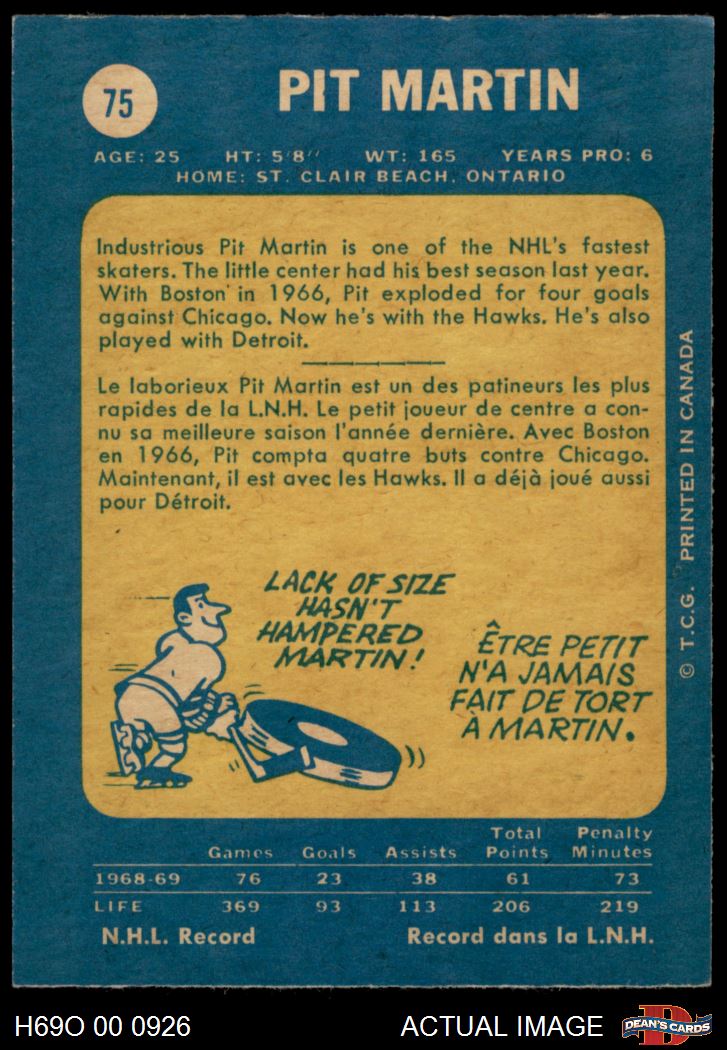 75
PIT MARTIN
AGE: 25 HT: 5'8'' WT: 165 YEARS PRO: 6
HOME: ST. CLAIR BEACH, ONTARIO
Industrious Pit Martin is one of the NHL's fastest
skaters. The little center had his best season last year.
With Boston in 1966, Pit exploded for four goals
against Chicago. Now he's with the Hawks. He's also
played with Detroit.
Le laborieux Pit Martin est un des patineurs les plus
rapides de la L.N.H. Le petit joueur de centre a con-
nu sa meilleure saison l'année dernière. Avec Boston
en 1966, Pit compta quatre buts contre Chicago.
Maintenant, il est avec les Hawks. Il a déjà joué aussi
pour Détroit.
LACK OF SIZE
HASN'T
HAMPERED
MARTIN!
ÊTRE PETIT
N'A JAMAIS
FAIT DE TORT
À MARTIN.
© T.C.G. PRINTED IN CANADA
Games Goals Assists Total Points Penalty Minutes
1968-69 76 23 38 61 73
LIFE 369 93 113 206 219
N.H.L. Record Record dans la L.N.H.
H69O 00 0926 ACTUAL IMAGE
D
DEAN'S CARDS